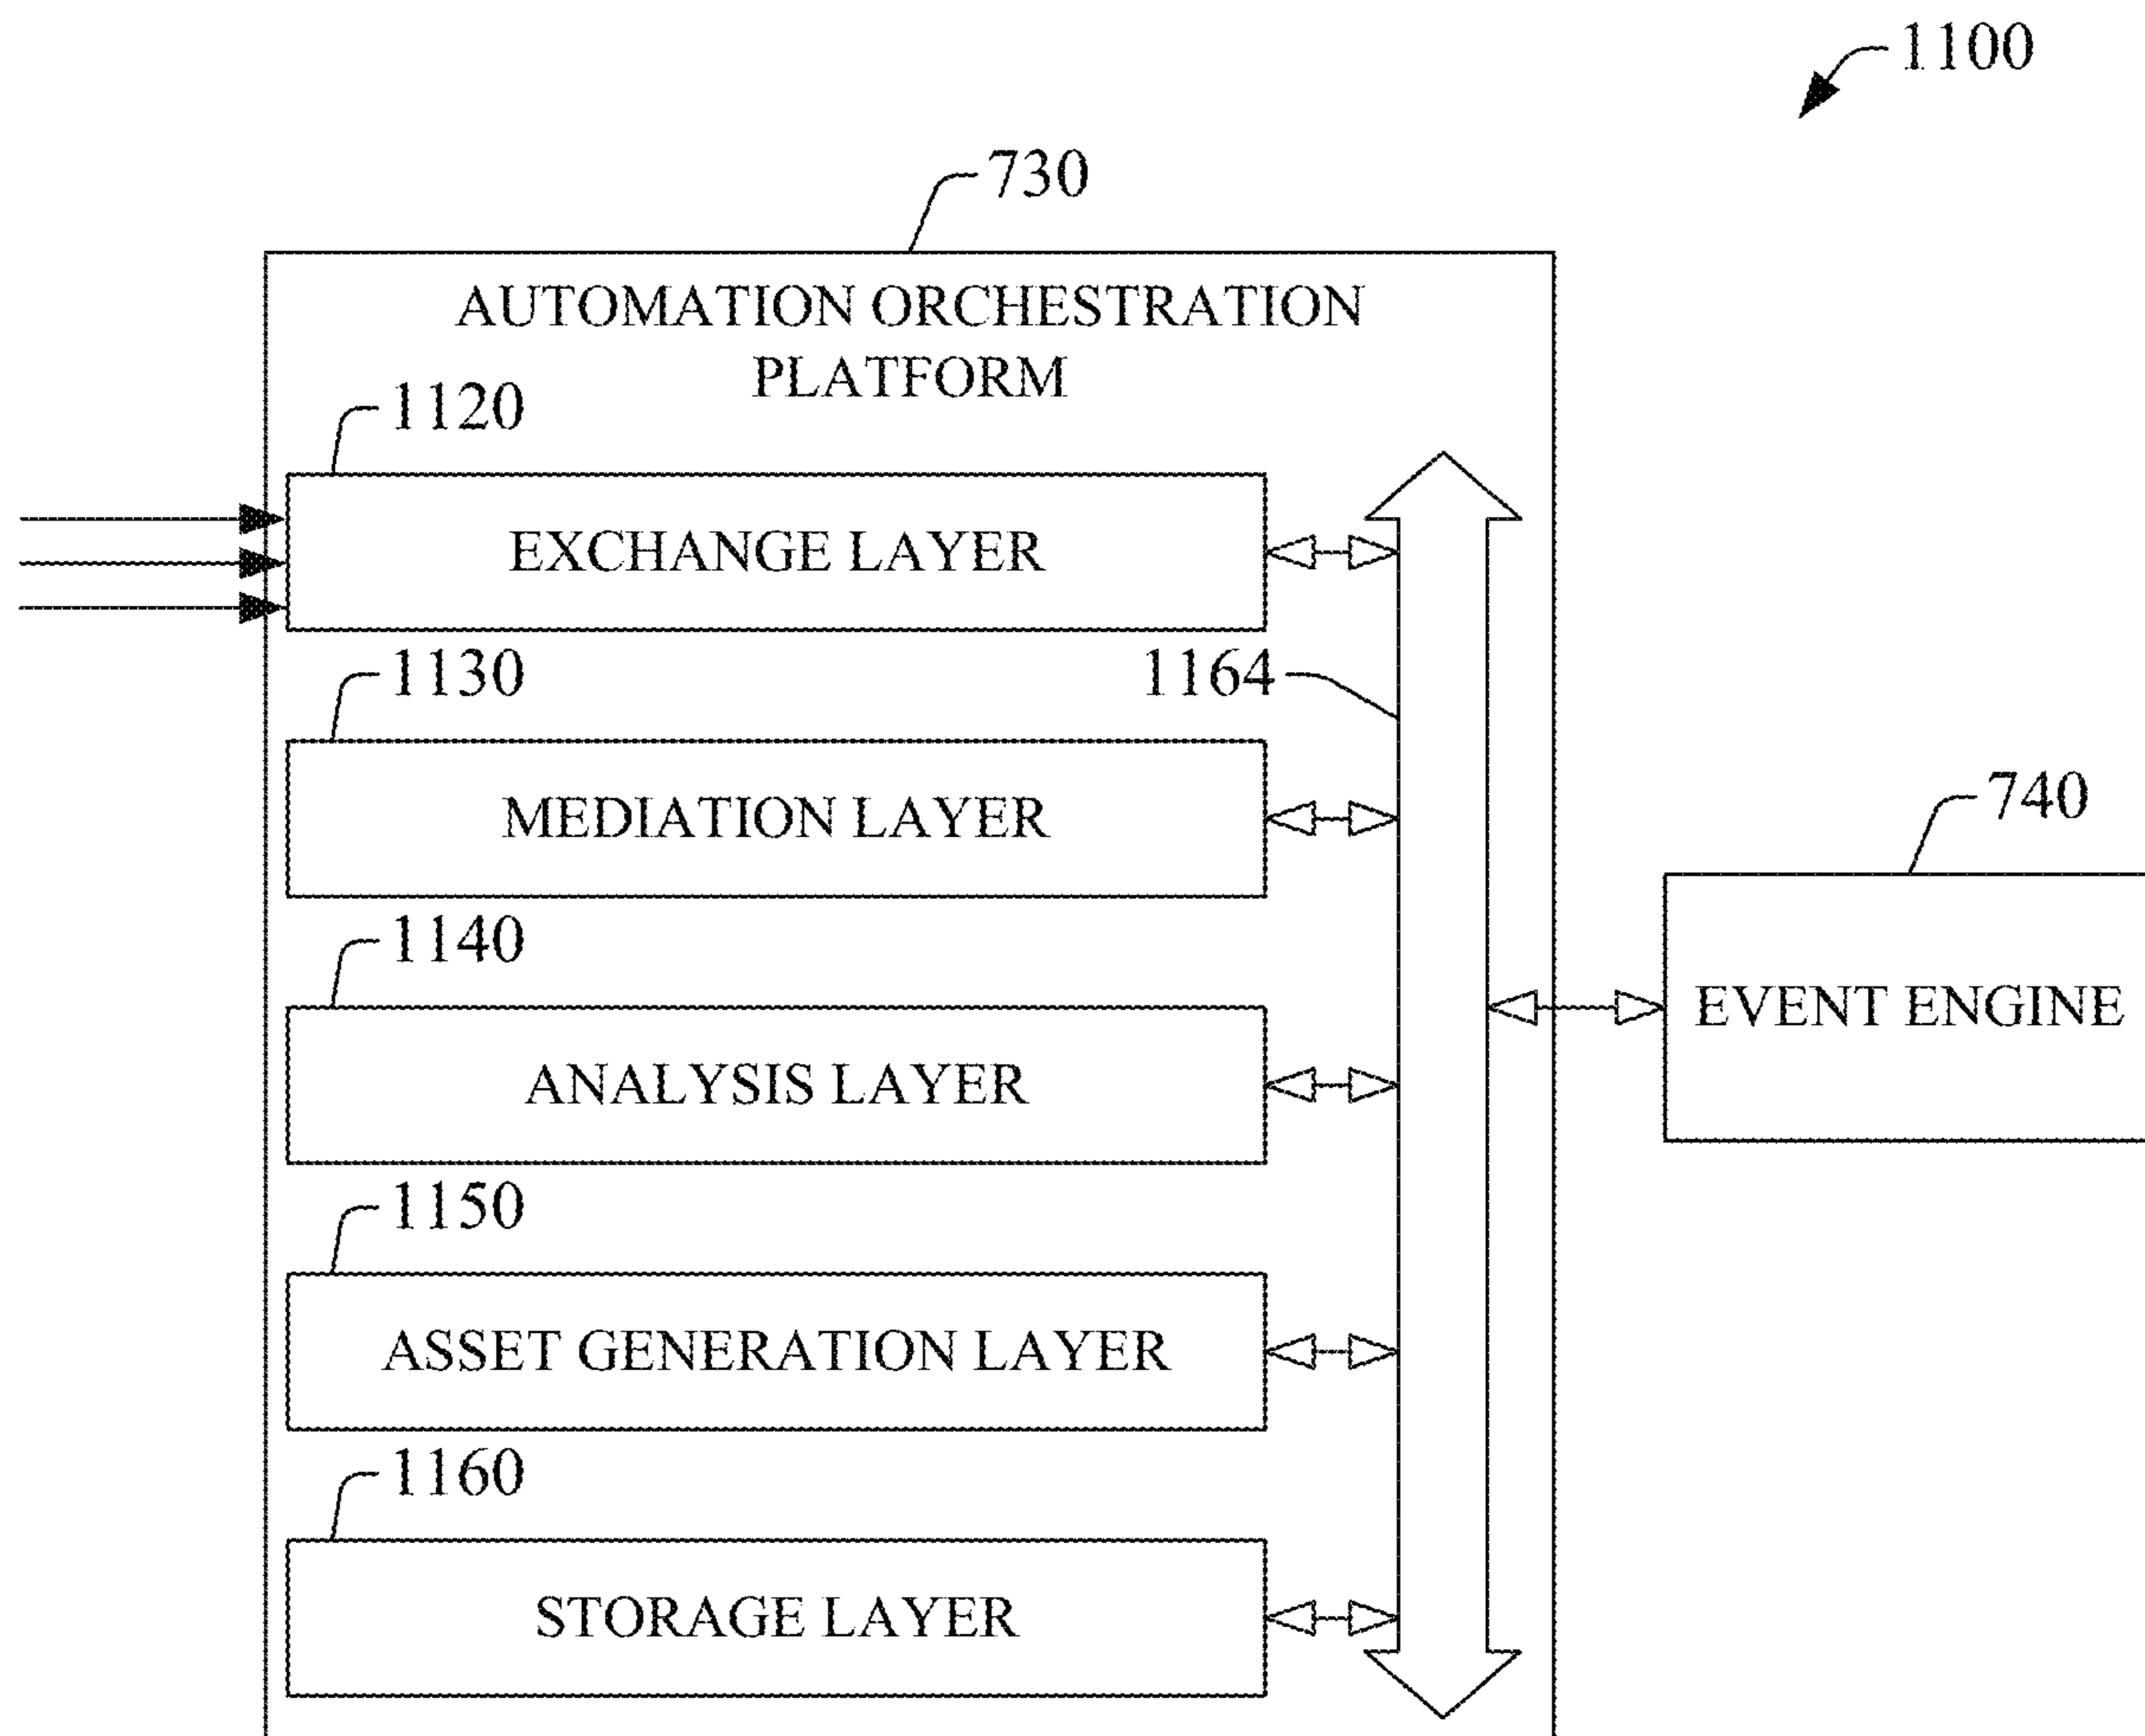 1100
730
AUTOMATION ORCHESTRATION
PLATFORM
1120
EXCHANGE LAYER
1130
1164
MEDIATION LAYER
740
1140
EVENT ENGINE
ANALYSIS LAYER
1150
ASSET GENERATION LAYER
1160
STORAGE LAYER